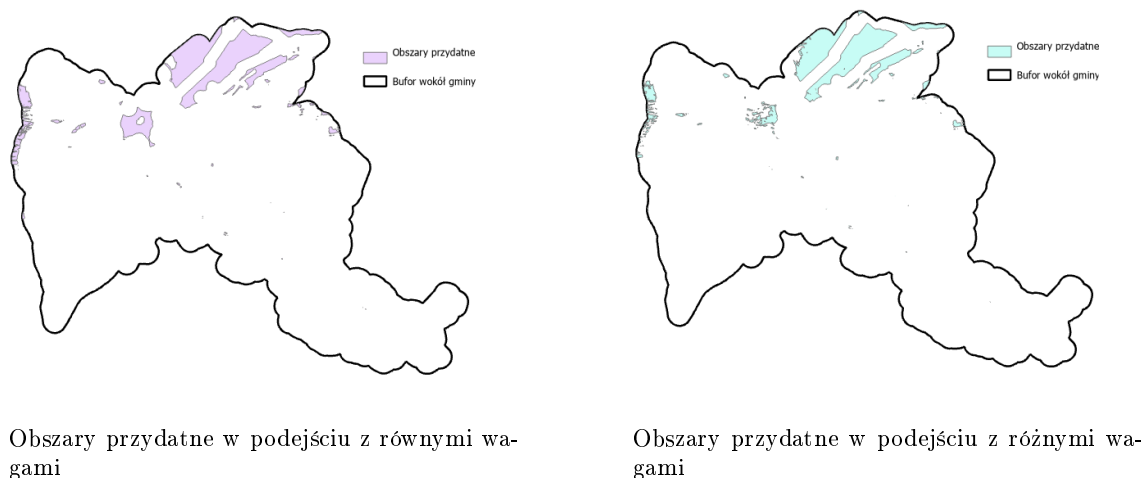 Obszary przydatne
Bufor wokół gminy
Obszary przydatne
Bufor wokół gminy
Obszary przydatne w podejściu z równymi wa-
gami
Obszary przydatne w podejściu z różnymi wa-
gami